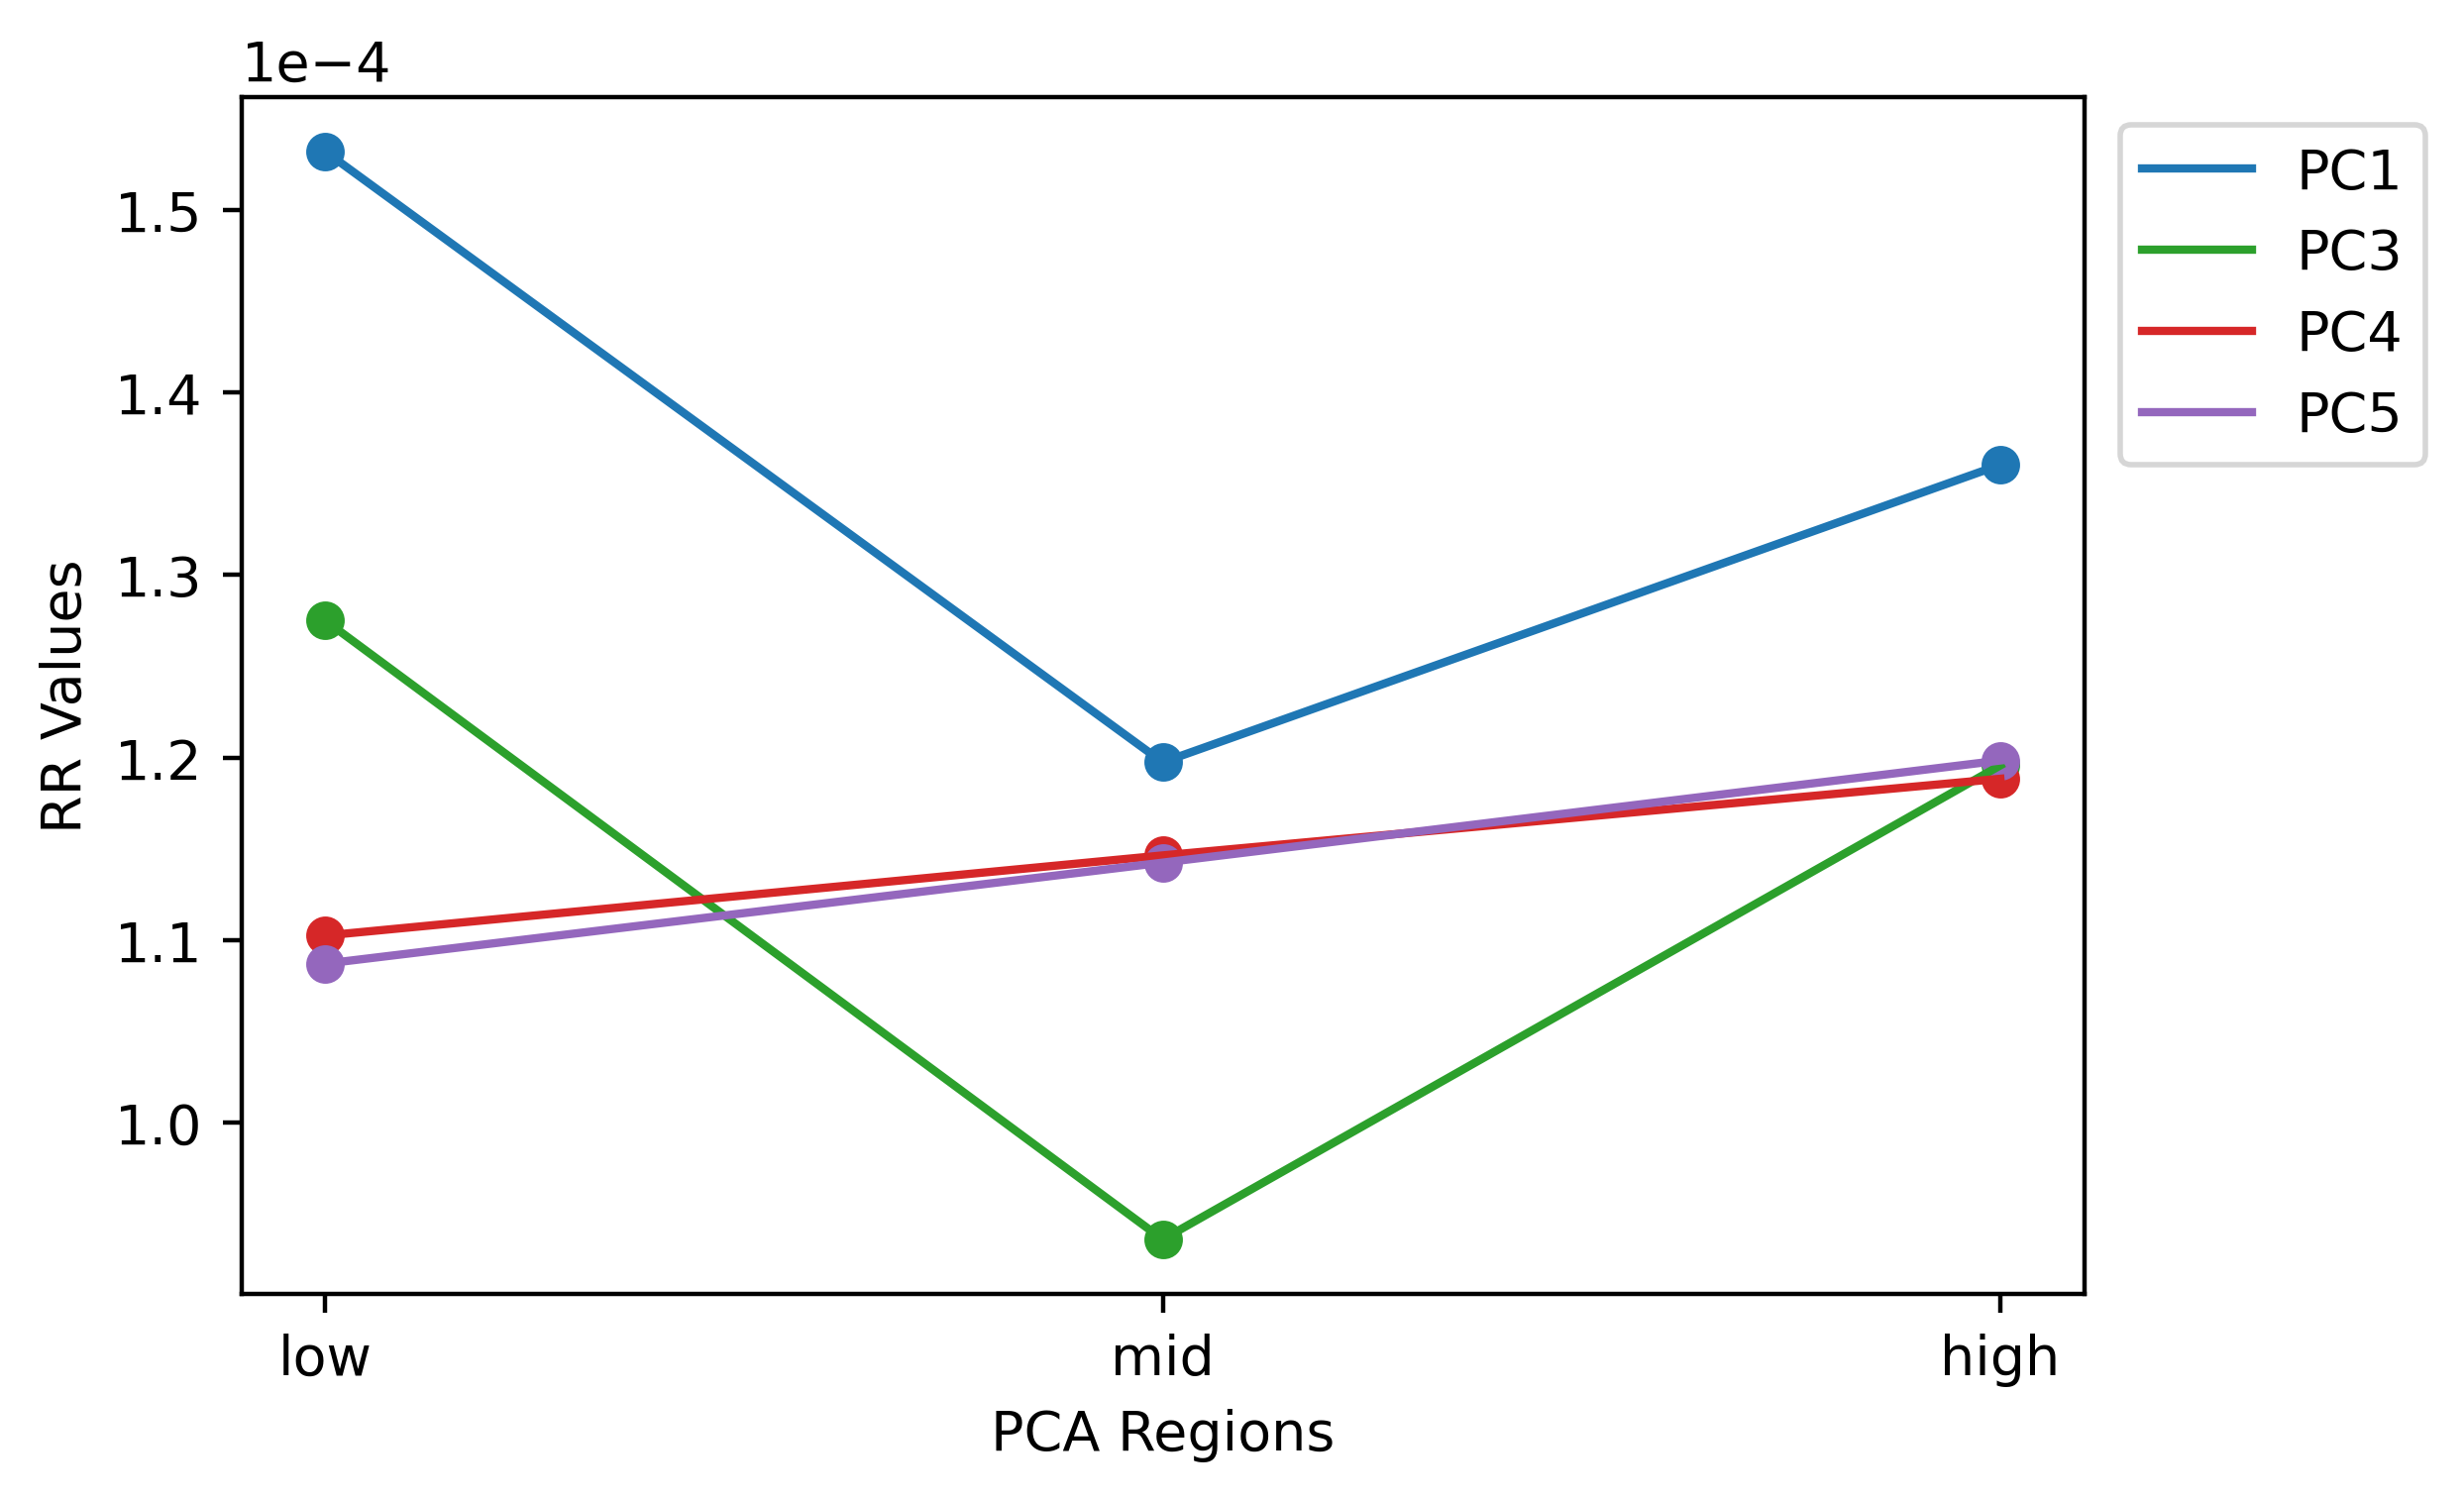 1e−4
1.5
1.4
1.3
1.2
1.1
1.0
RR Values
low
mid
high
PCA Regions
PC1
PC3
PC4
PC5